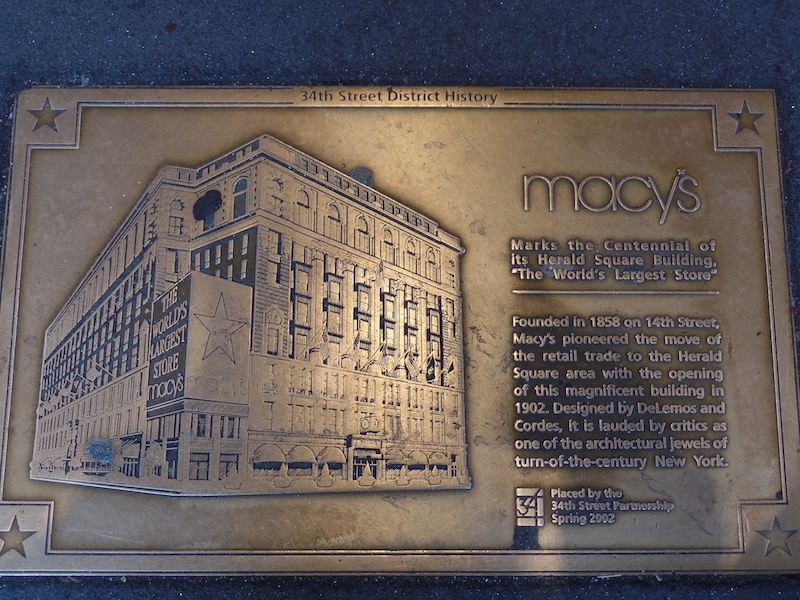 34th Street District History
THE
WORLD'S
LARGEST
STORE
macy's
macy's
macy's
Marks the Centennial of
its Herald Square Building,
"The World's Largest Store"
Founded in 1858 on 14th Street,
Macy's pioneered the move of
the retail trade to the Herald
Square area with the opening
of this magnificent building in
1902. Designed by DeLemos and
Cordes, it is lauded by critics as
one of the architectural jewels of
turn-of-the-century New York.
34
Placed by the
34th Street Partnership
Spring 2002